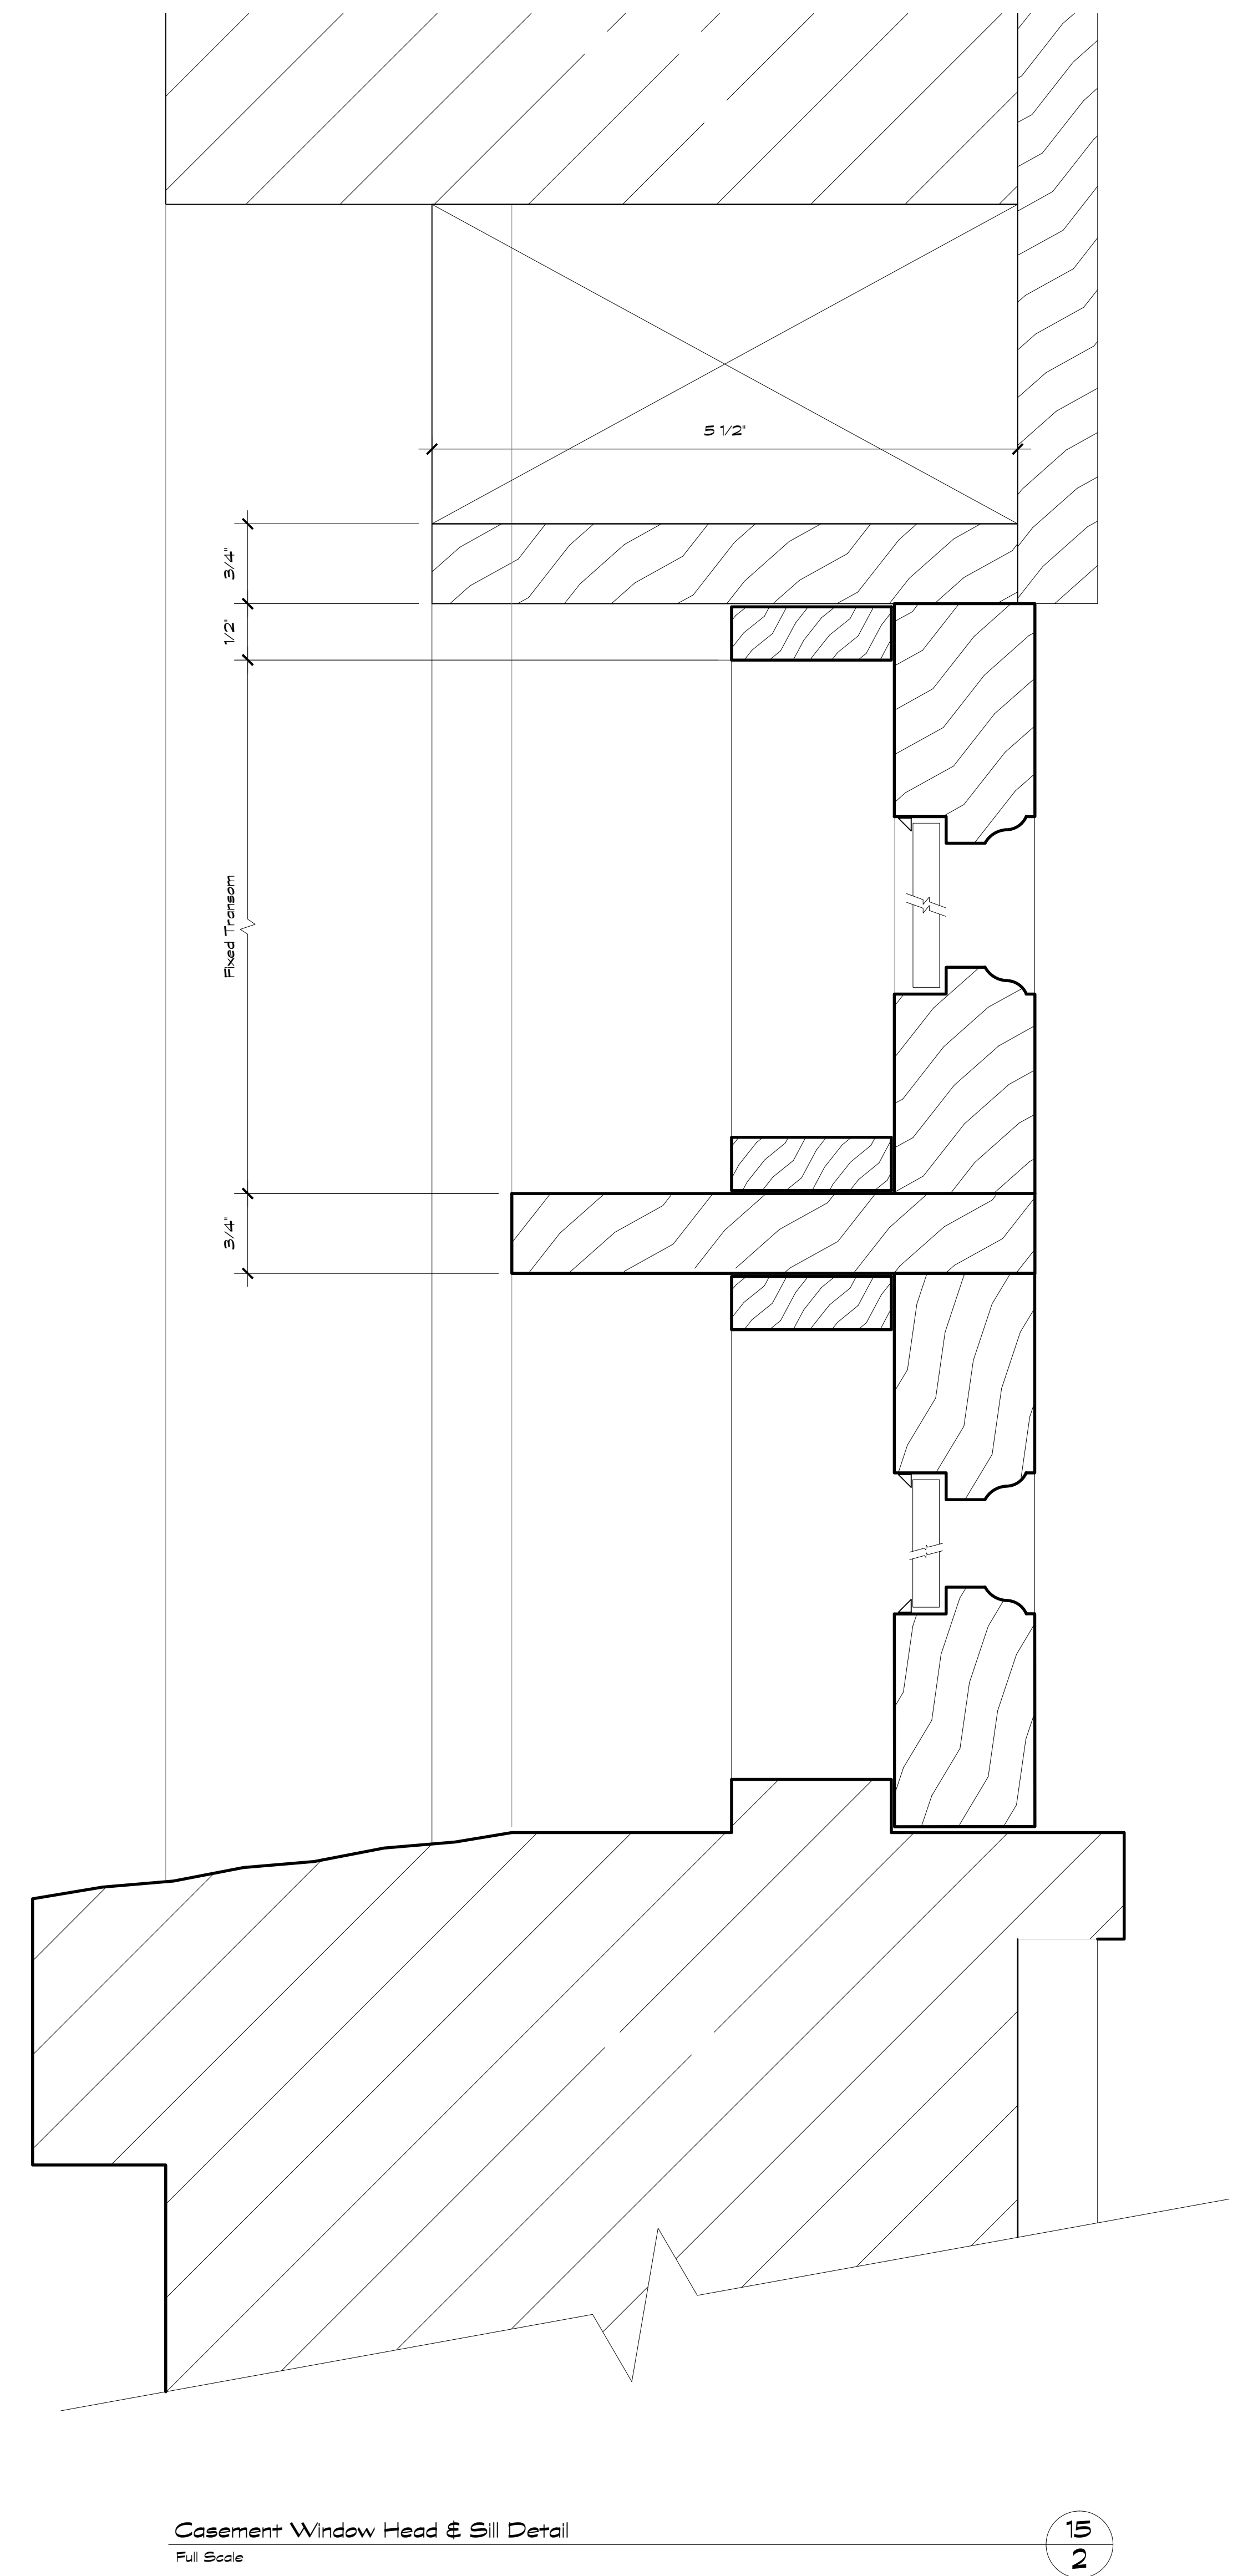 5 1/2"
3/4"
1/2"
Fixed Transom
3/4"
Casement Window Head & Sill Detail
Full Scale
15
2